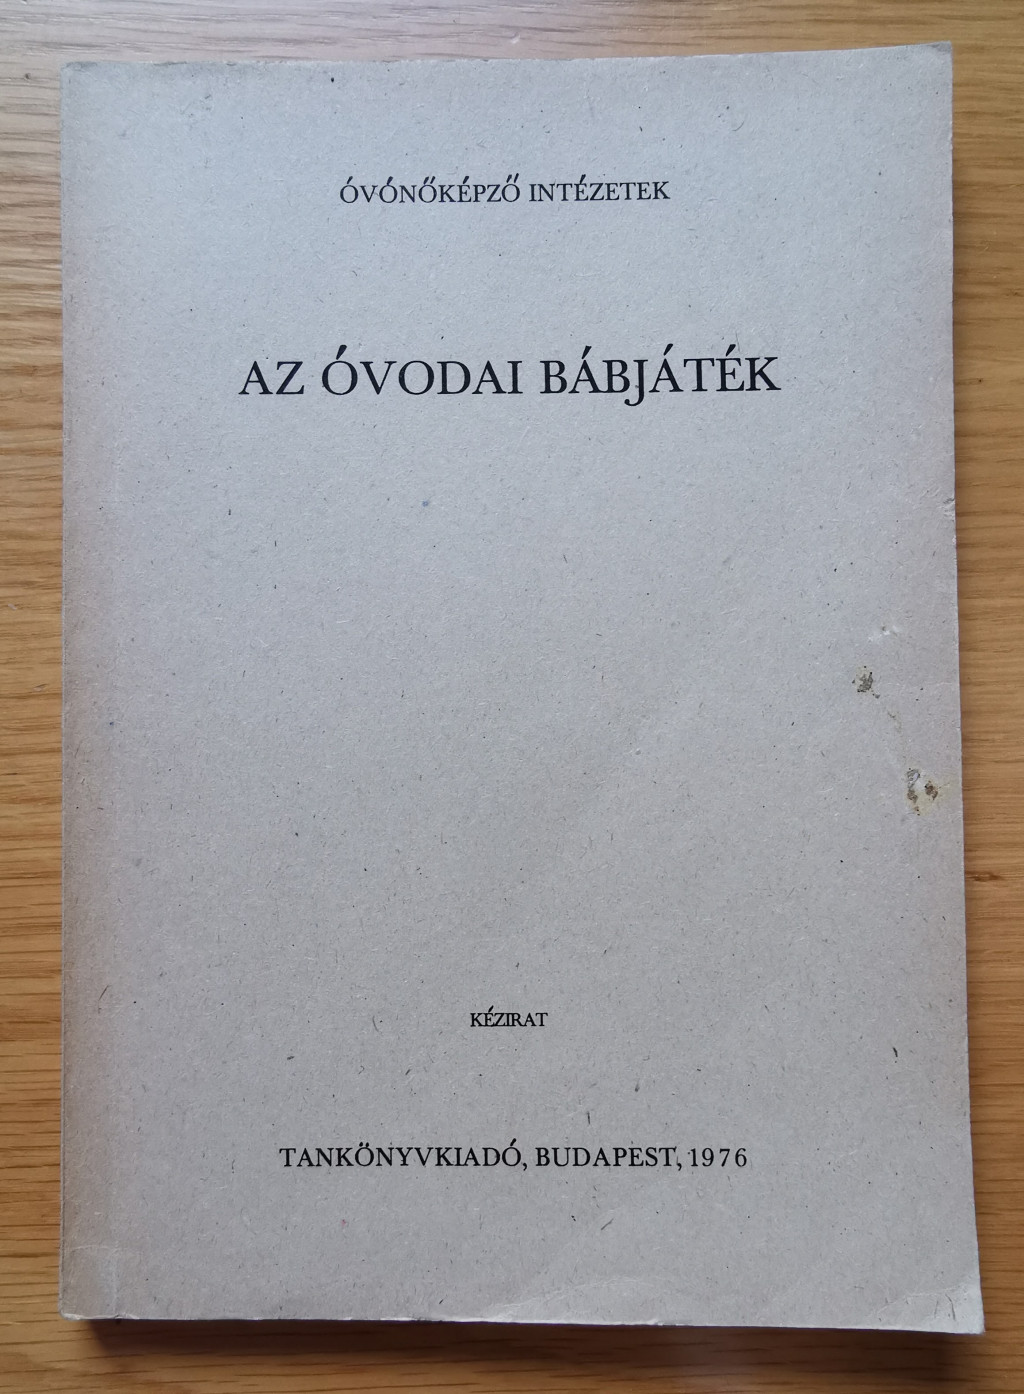 ÓVÓNŐKÉPZŐ INTÉZETEK
AZ ÓVODAI BÁBJÁTÉK
KÉZIRAT
TANKÖNYVKIADÓ, BUDAPEST, 1976